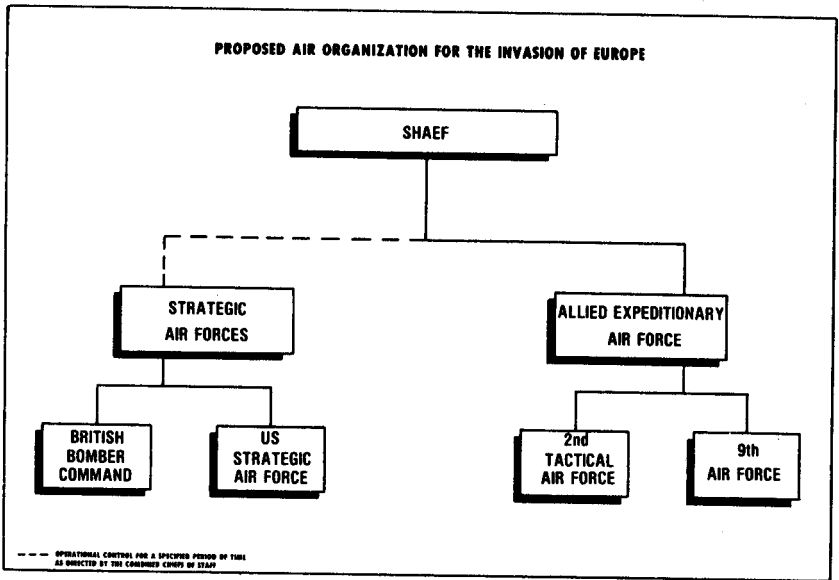 PROPOSED AIR ORGANIZATION FOR THE INVASION OF EUROPE
SHAEF
STRATEGIC
AIR FORCES
ALLIED EXPEDITIONARY
AIR FORCE
BRITISH
BOMBER
COMMAND
US
STRATEGIC
AIR FORCE
2nd
TACTICAL
AIR FORCE
9th
AIR FORCE
OPERATIONAL CONTROL FOR A SPECIFIED PERIOD OF TIME
AS DIRECTED BY THE COMBINED CHIEFS OF STAFF